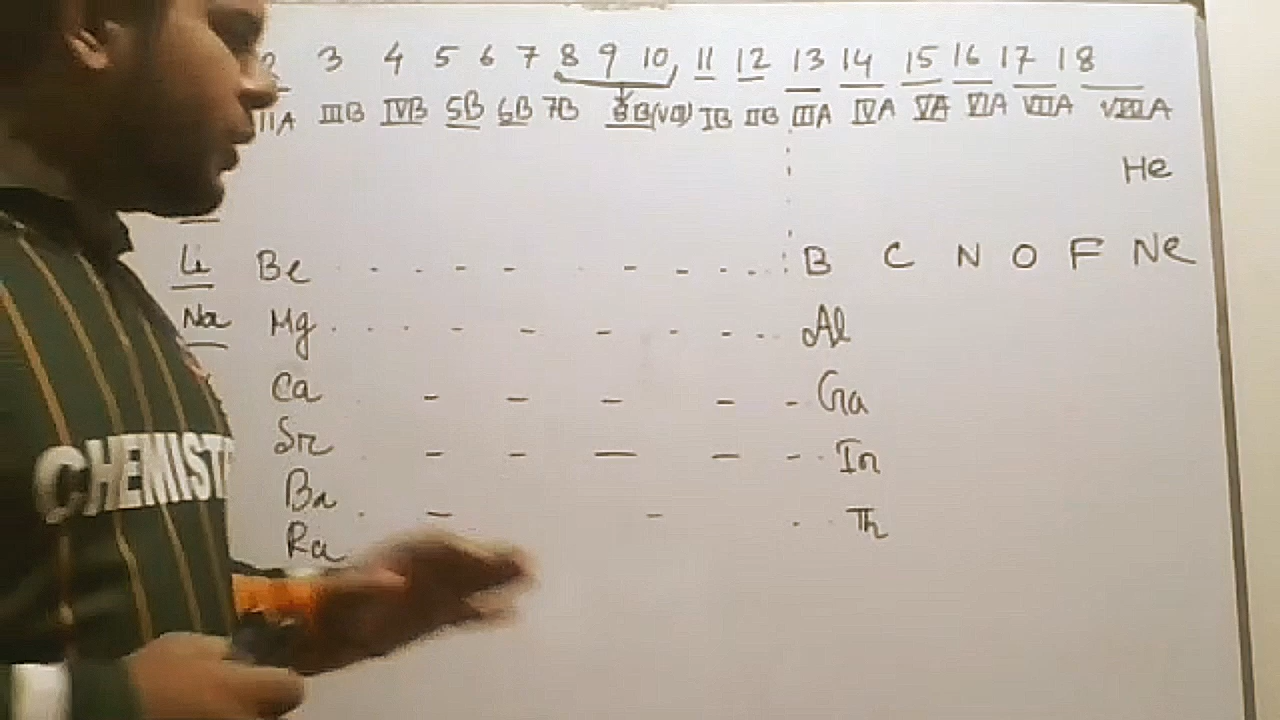 2 3 4 5 6 7 8 9 10, 11 12 13 14 15 16 17 18
IIA IIIB IVB 5B 6B 7B 8B(VIII) IB IIB IIIA IVA VA VIA VIIA VIIIA
He
Li Be B C N O F Ne
Na Mg Al
Ca Ga
Sr In
Ba Th
Ra
CHEMIST